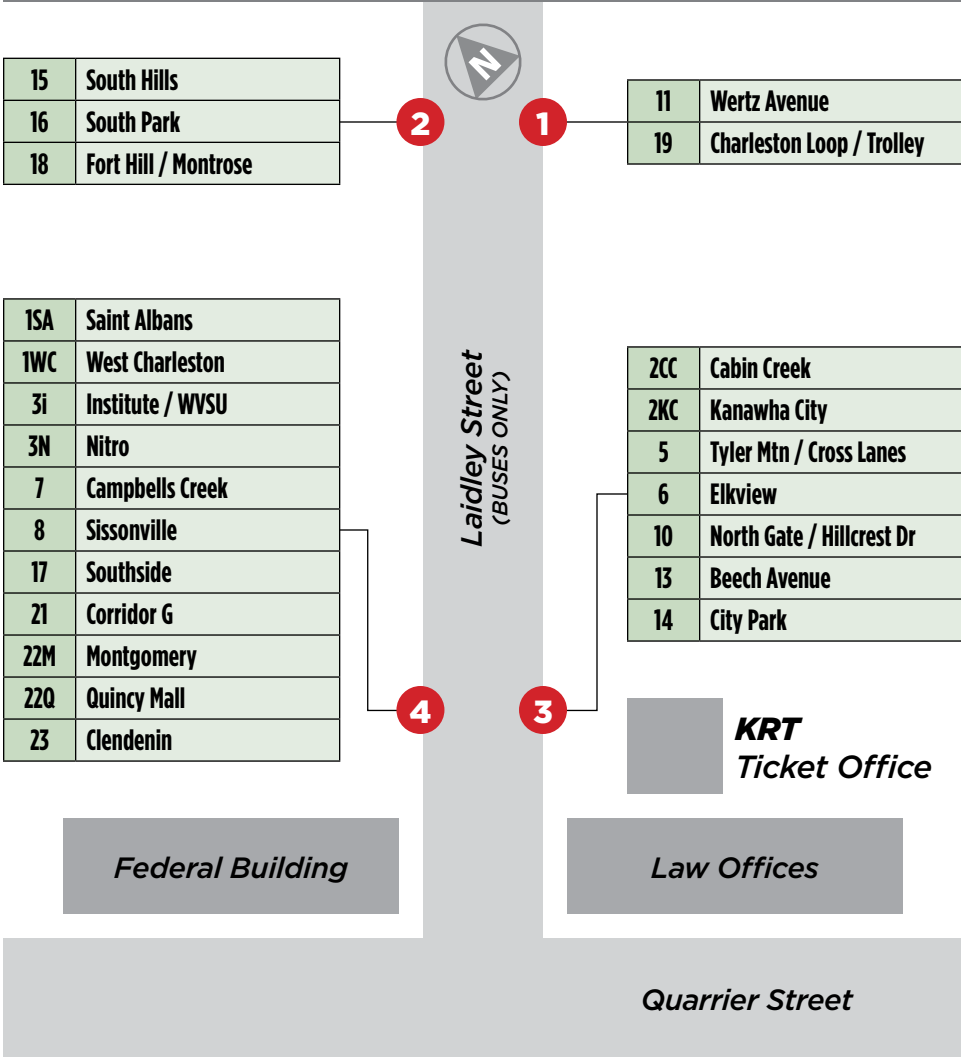 N
15 South Hills
16 South Park
18 Fort Hill / Montrose
2
1
11 Wertz Avenue
19 Charleston Loop / Trolley
1SA Saint Albans
1WC West Charleston
3i Institute / WVSU
3N Nitro
7 Campbells Creek
8 Sissonville
17 Southside
21 Corridor G
22M Montgomery
22Q Quincy Mall
23 Clendenin
4
Laidley Street
(BUSES ONLY)
2CC Cabin Creek
2KC Kanawha City
5 Tyler Mtn / Cross Lanes
6 Elkview
10 North Gate / Hillcrest Dr
13 Beech Avenue
14 City Park
3
KRT
Ticket Office
Federal Building
Law Offices
Quarrier Street